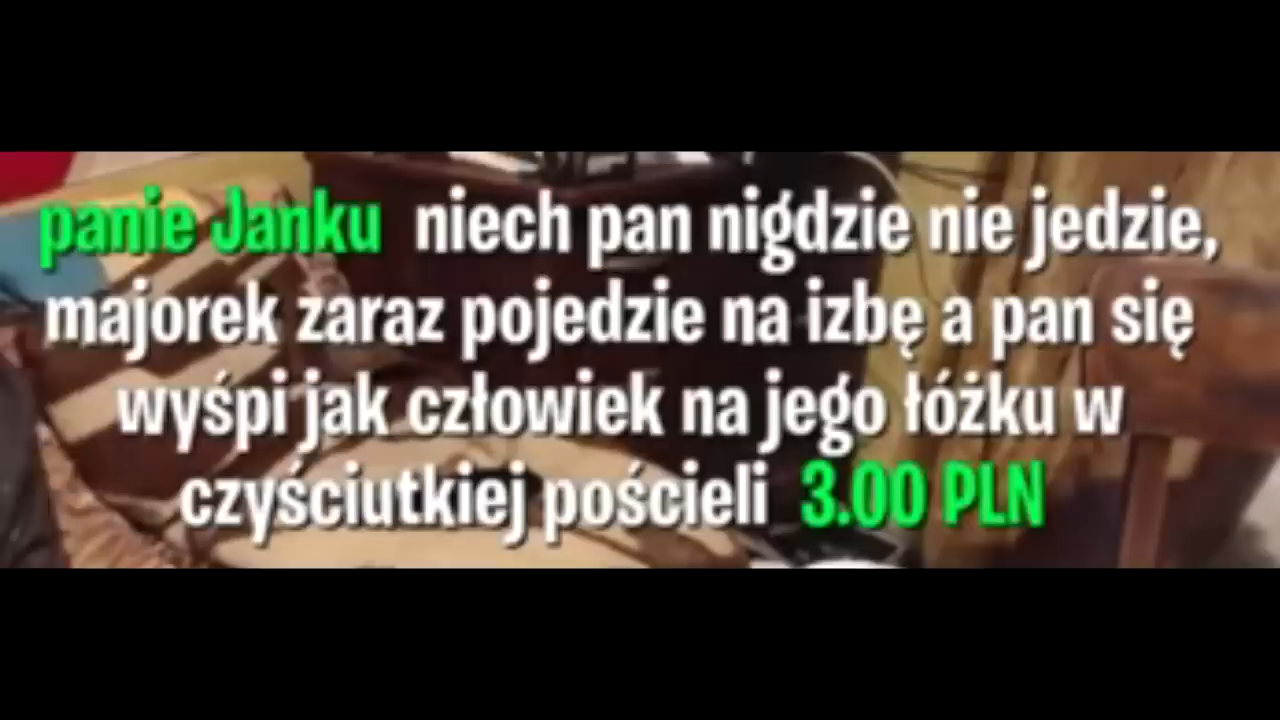 panie Janku niech pan nigdzie nie jedzie,
majorek zaraz pojedzie na izbę a pan się
wyśpi jak człowiek na jego łóżku w
czyściutkiej pościeli 3.00 PLN